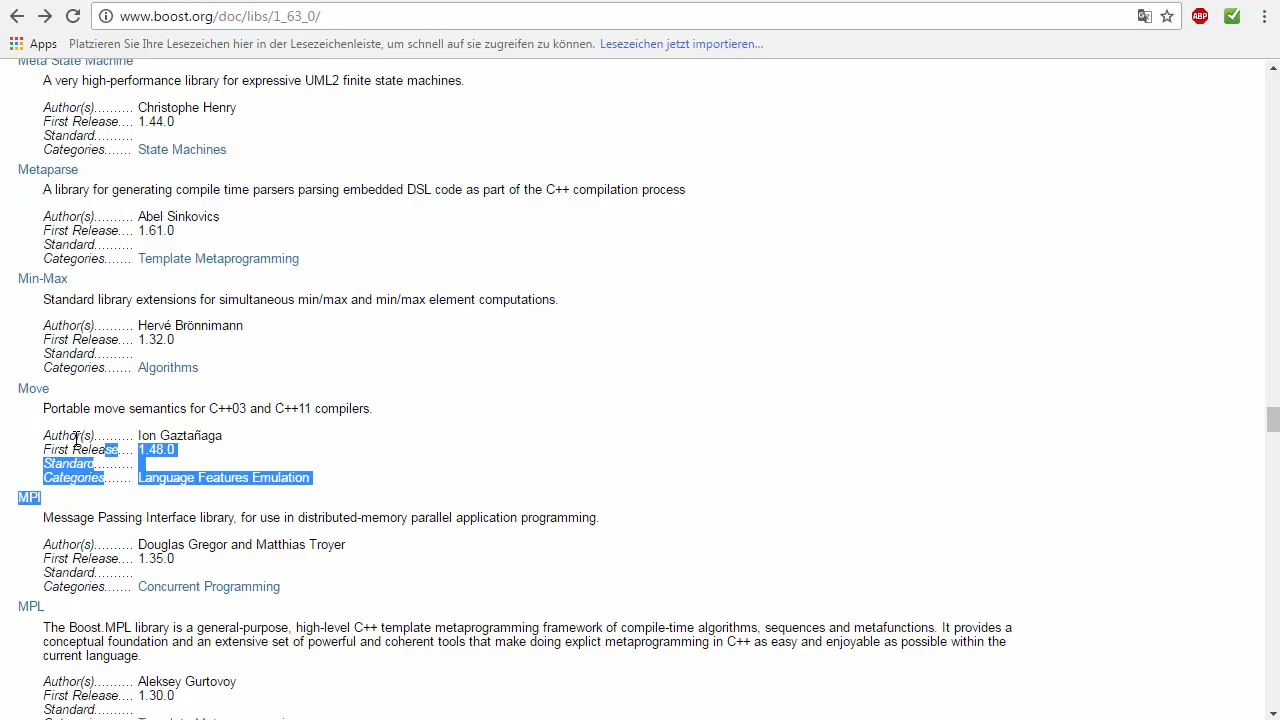 www.boost.org/doc/libs/1_63_0/
ABP
Apps Platzieren Sie Ihre Lesezeichen hier in der Lesezeichenleiste, um schnell auf sie zugreifen zu können. Lesezeichen jetzt importieren...
Meta State Machine
A very high-performance library for expressive UML2 finite state machines.
Author(s).......... Christophe Henry
First Release.... 1.44.0
Standard..........
Categories....... State Machines
Metaparse
A library for generating compile time parsers parsing embedded DSL code as part of the C++ compilation process
Author(s).......... Abel Sinkovics
First Release.... 1.61.0
Standard..........
Categories....... Template Metaprogramming
Min-Max
Standard library extensions for simultaneous min/max and min/max element computations.
Author(s).......... Hervé Brönnimann
First Release.... 1.32.0
Standard..........
Categories....... Algorithms
Move
Portable move semantics for C++03 and C++11 compilers.
Author(s).......... Ion Gaztañaga
First Release.... 1.48.0
Standard..........
Categories....... Language Features Emulation
MPI
Message Passing Interface library, for use in distributed-memory parallel application programming.
Author(s).......... Douglas Gregor and Matthias Troyer
First Release.... 1.35.0
Standard..........
Categories....... Concurrent Programming
MPL
The Boost.MPL library is a general-purpose, high-level C++ template metaprogramming framework of compile-time algorithms, sequences and metafunctions. It provides a
conceptual foundation and an extensive set of powerful and coherent tools that make doing explict metaprogramming in C++ as easy and enjoyable as possible within the
current language.
Author(s).......... Aleksey Gurtovoy
First Release.... 1.30.0
Standard..........